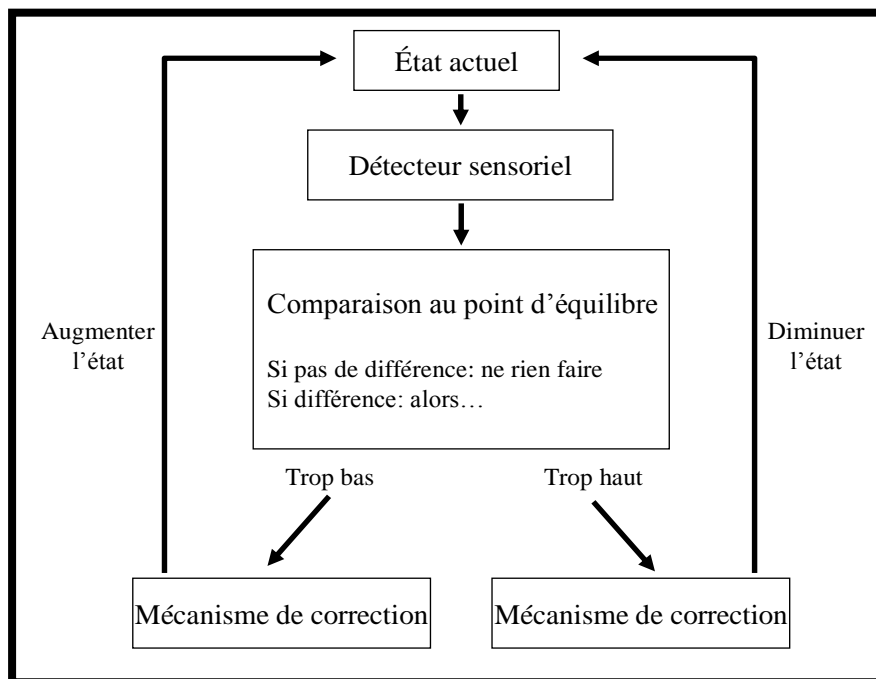 État actuel
Détecteur sensoriel
Comparaison au point d’équilibre
Si pas de différence: ne rien faire
Si différence: alors…
Augmenter
l’état
Diminuer
l’état
Trop bas
Trop haut
Mécanisme de correction
Mécanisme de correction